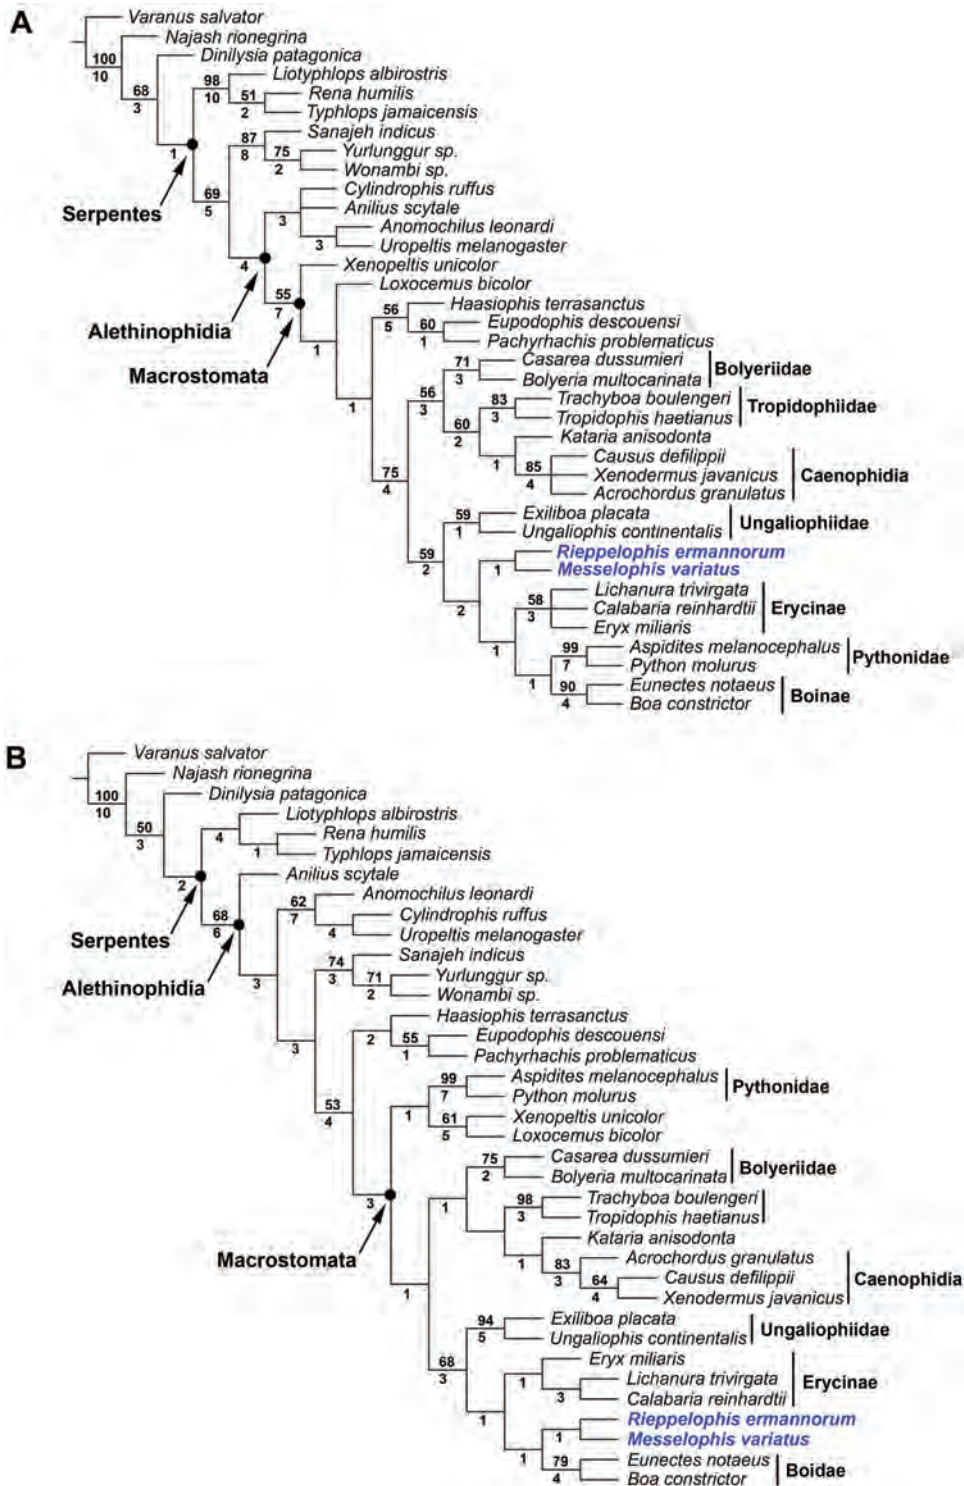 A
Varanus salvator
Najash rionegrina
100
10
Dinilysia patagonica
68
3
Liotyphlops albirostris
98
10
Rena humilis
51
2
Typhlops jamaicensis
1
Sanajeh indicus
87
8
Yurlunggur sp.
75
2
Wonambi sp.
69
5
Cylindrophis ruffus
Serpentes
3
Anilius scytale
Anomochilus leonardi
3
Uropeltis melanogaster
4
Xenopeltis unicolor
55
7
Loxocemus bicolor
Alethinophidia
Haasiophis terrasanctus
56
5
Eupodophis descouensi
60
1
Pachyrhachis problematicus
Macrostomata
1
Casarea dussumieri
71
3
Bolyeria multocarinata
Bolyeriidae
1
56
3
Trachyboa boulengeri
83
3
Tropidophis haetianus
Tropidophiidae
60
2
Kataria anisodonta
1
Causus defilippii
85
4
Xenodermus javanicus
Caenophidia
Acrochordus granulatus
75
4
Exiliboa placata
59
1
Ungaliophis continentalis
Ungaliophiidae
59
2
Rieppelophis ermannorum
1
Messelophis variatus
2
Lichanura trivirgata
58
3
Calabaria reinhardtii
Erycinae
Eryx miliaris
1
Aspidites melanocephalus
99
7
Python molurus
Pythonidae
1
Eunectes notaeus
90
4
Boa constrictor
Boinae
B
Varanus salvator
Najash rionegrina
100
10
Dinilysia patagonica
50
3
Liotyphlops albirostris
4
Rena humilis
1
Typhlops jamaicensis
2
Anilius scytale
68
6
Anomochilus leonardi
62
7
Cylindrophis ruffus
4
Uropeltis melanogaster
Serpentes
3
Sanajeh indicus
74
3
Yurlunggur sp.
71
2
Wonambi sp.
Alethinophidia
3
Haasiophis terrasanctus
2
Eupodophis descouensi
55
1
Pachyrhachis problematicus
53
4
Aspidites melanocephalus
99
7
Python molurus
Pythonidae
1
Xenopeltis unicolor
61
5
Loxocemus bicolor
3
Casarea dussumieri
75
2
Bolyeria multocarinata
Bolyeriidae
1
Trachyboa boulengeri
98
3
Tropidophis haetianus
Macrostomata
Kataria anisodonta
1
Acrochordus granulatus
83
3
Causus defilippii
64
4
Xenodermus javanicus
Caenophidia
1
Exiliboa placata
94
5
Ungaliophis continentalis
Ungaliophiidae
68
3
Eryx miliaris
1
Lichanura trivirgata
3
Calabaria reinhardtii
Erycinae
1
Rieppelophis ermannorum
1
Messelophis variatus
1
Eunectes notaeus
79
4
Boa constrictor
Boidae